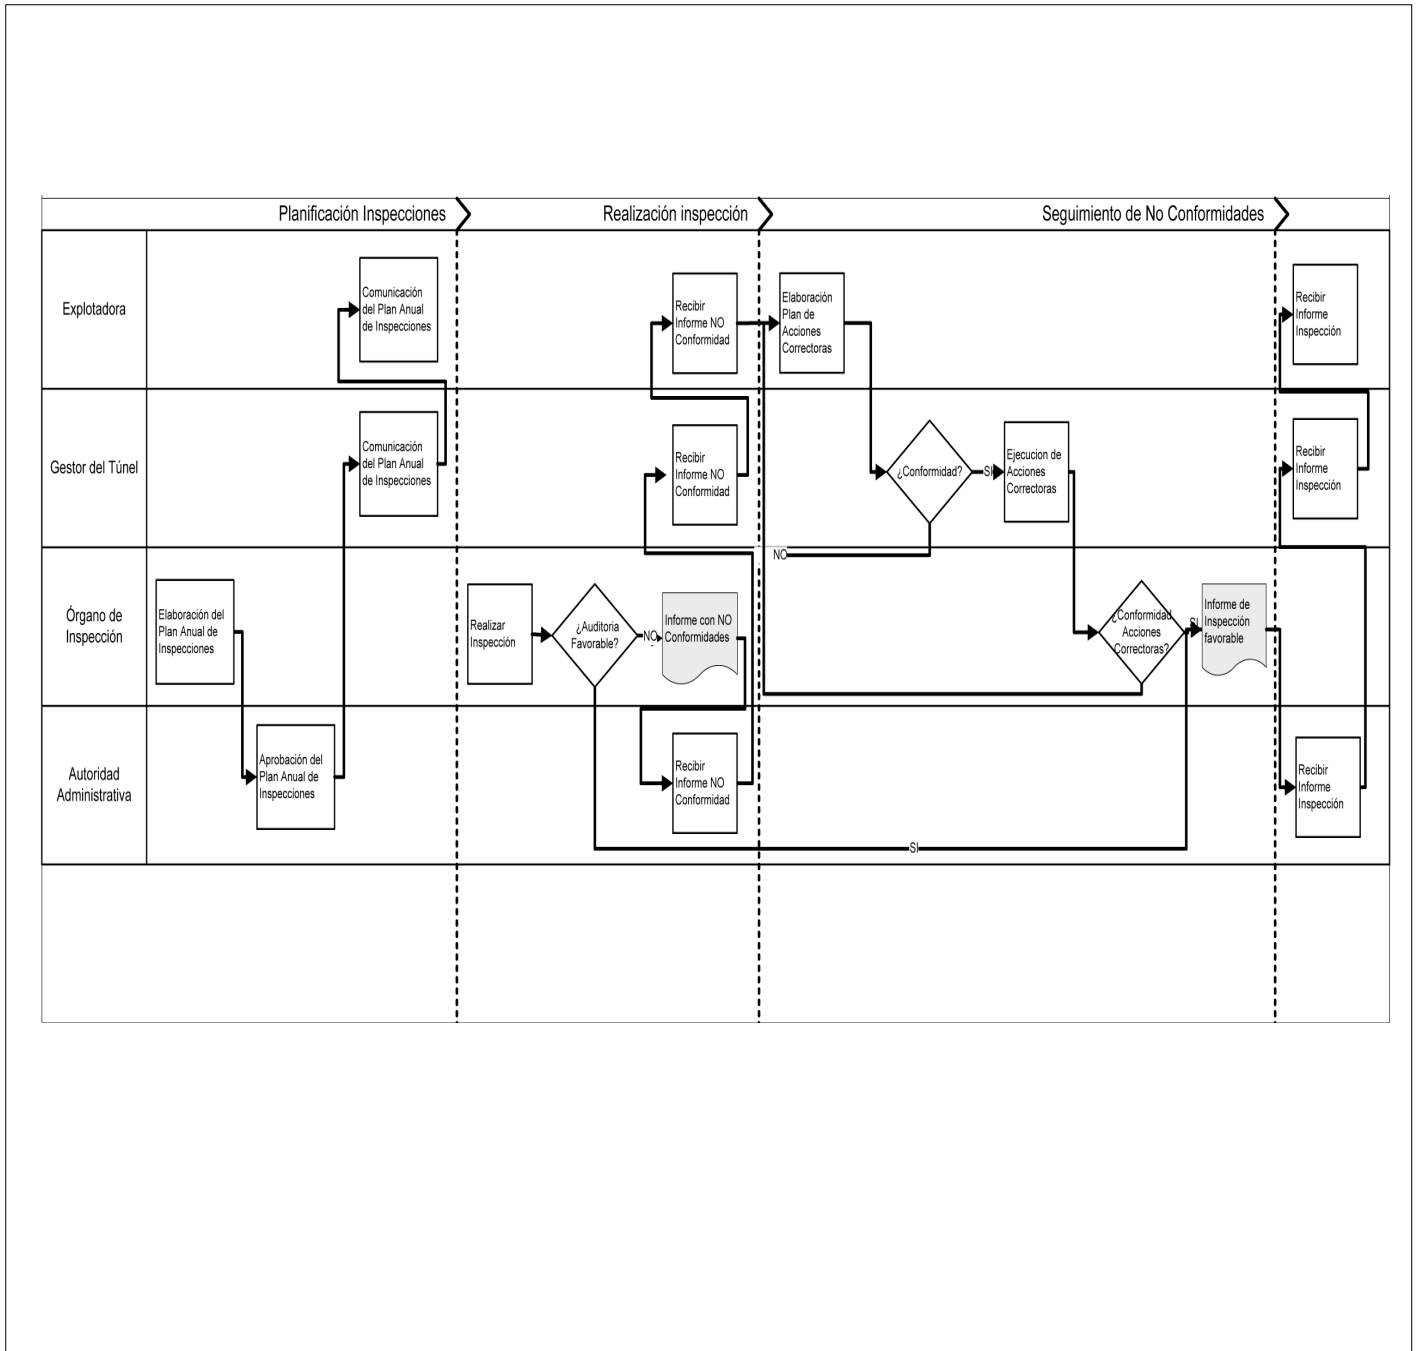 Planificación Inspecciones
Realización inspección
Seguimiento de No Conformidades
Explotadora
Comunicación
del Plan Anual
de Inspecciones
Recibir
Informe NO
Conformidad
Elaboración
Plan de
Acciones
Correctoras
Recibir
Informe
Inspección
Gestor del Túnel
Comunicación
del Plan Anual
de Inspecciones
Recibir
Informe NO
Conformidad
¿Conformidad?
SI
Ejecucion de
Acciones
Correctoras
Recibir
Informe
Inspección
NO
Órgano de
Inspección
Elaboración del
Plan Anual de
Inspecciones
Realizar
Inspección
¿Auditoria
Favorable?
NO
Informe con NO
Conformidades
¿Conformidad
Acciones
Correctoras?
SI
Informe de
Inspección
favorable
Autoridad
Administrativa
Aprobación del
Plan Anual de
Inspecciones
Recibir
Informe NO
Conformidad
SI
Recibir
Informe
Inspección